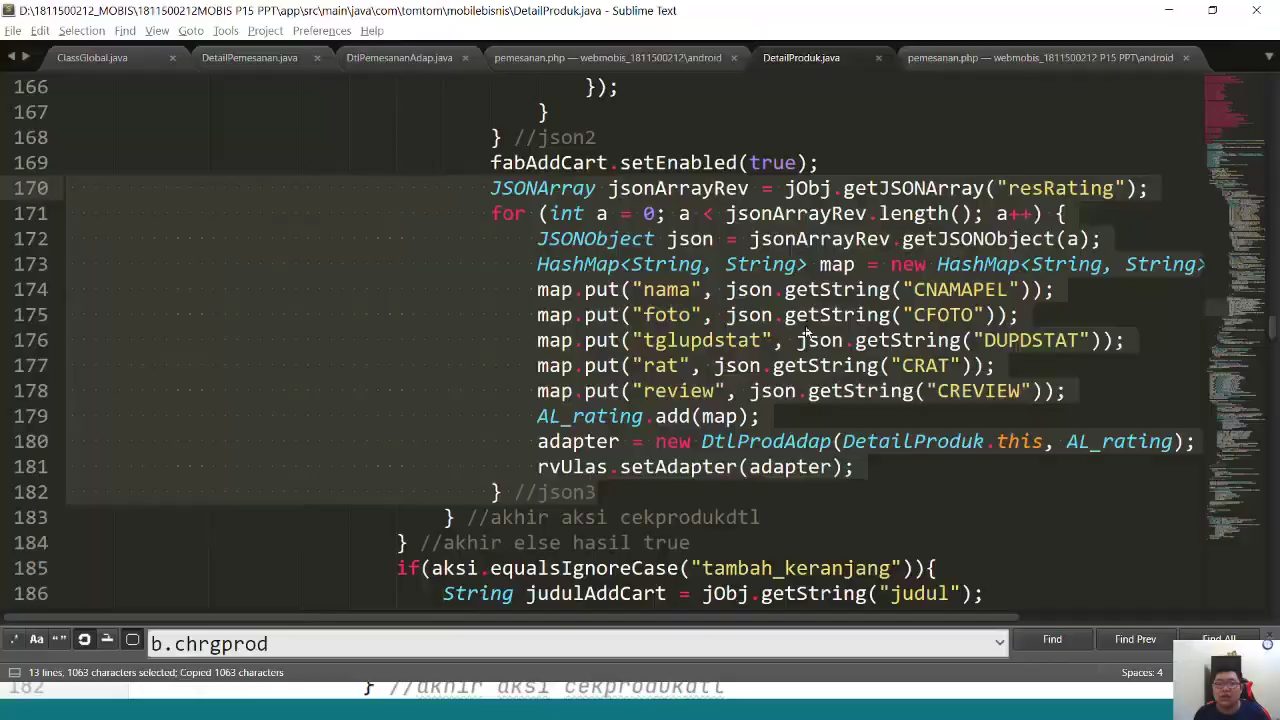 D:\1811500212_MOBIS\1811500212MOBIS P15 PPT\app\src\main\java\com\tomtom\mobilebisnis\DetailProduk.java - Sublime Text
File Edit Selection Find View Goto Tools Project Preferences Help
ClassGlobal.java DetailPemesanan.java DtlPemesananAdap.java pemesanan.php — webmobis_1811500212\android DetailProduk.java pemesanan.php — webmobis_1811500212 P15 PPT\android
166 });
167 }
168 } //json2
169 fabAddCart.setEnabled(true);
170 JSONArray jsonArrayRev = jObj.getJSONArray("resRating");
171 for (int a = 0; a < jsonArrayRev.length(); a++) {
172 JSONObject json = jsonArrayRev.getJSONObject(a);
173 HashMap<String, String> map = new HashMap<String, String>
174 map.put("nama", json.getString("CNAMAPEL"));
175 map.put("foto", json.getString("CFOTO"));
176 map.put("tglupdstat", json.getString("DUPDSTAT"));
177 map.put("rat", json.getString("CRAT"));
178 map.put("review", json.getString("CREVIEW"));
179 AL_rating.add(map);
180 adapter = new DtlProdAdap(DetailProduk.this, AL_rating);
181 rvUlas.setAdapter(adapter);
182 } //json3
183 } //akhir aksi cekprodukdtl
184 } //akhir else hasil true
185 if(aksi.equalsIgnoreCase("tambah_keranjang")){
186 String judulAddCart = jObj.getString("judul");
.* Aa "" b.chrgprod Find Find Prev Find All
13 lines, 1063 characters selected; Copied 1063 characters Spaces: 4
182 } //akhir aksi cekprodukdtl